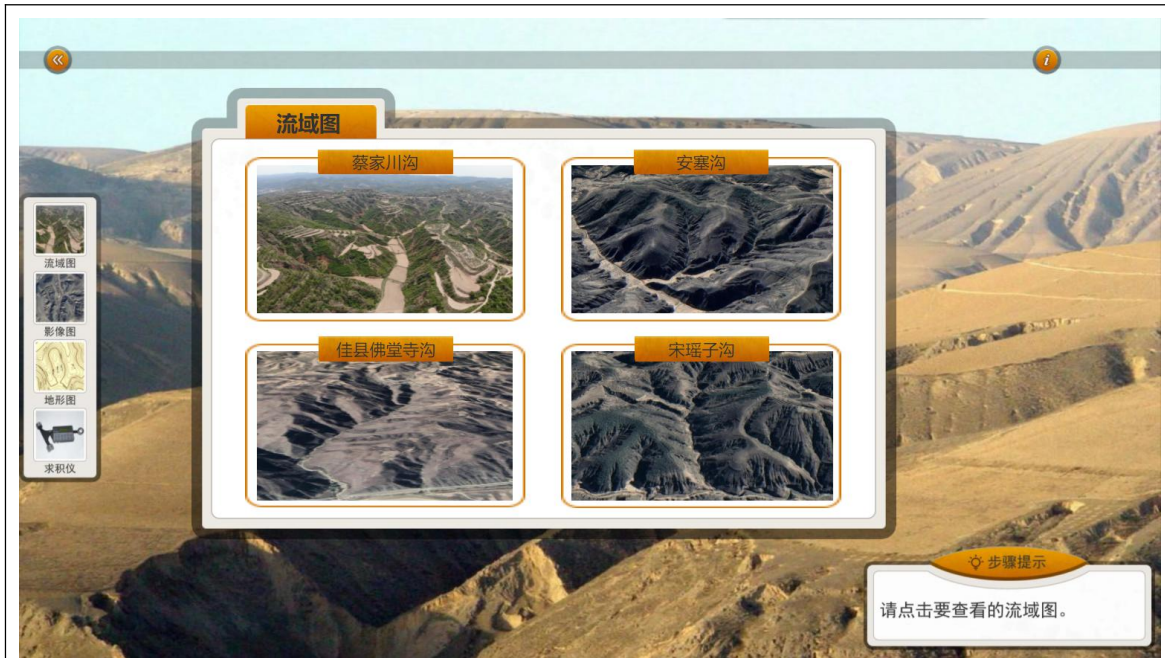 流域图
蔡家川沟
安塞沟
佳县佛堂寺沟
宋瑶子沟
流域图
影像图
地形图
求积仪
步骤提示
请点击要查看的流域图。